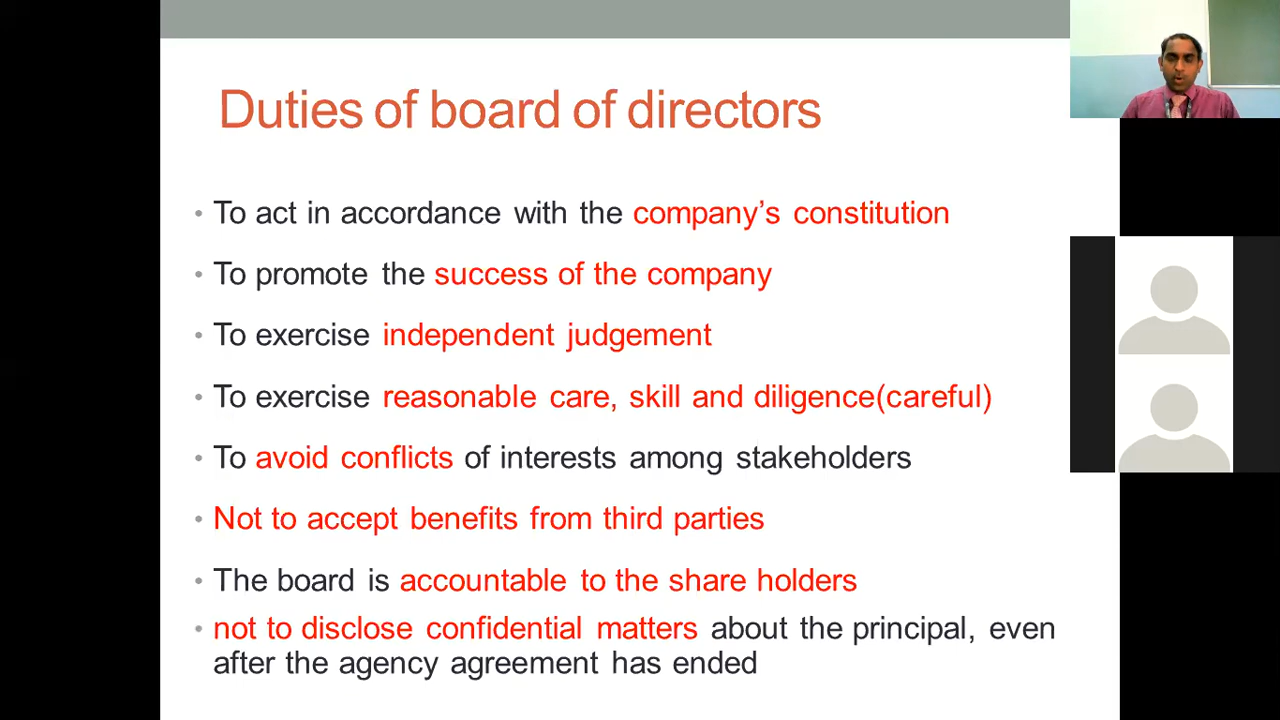 Duties of board of directors
• To act in accordance with the company’s constitution
• To promote the success of the company
• To exercise independent judgement
• To exercise reasonable care, skill and diligence(careful)
• To avoid conflicts of interests among stakeholders
• Not to accept benefits from third parties
• The board is accountable to the share holders
• not to disclose confidential matters about the principal, even
after the agency agreement has ended